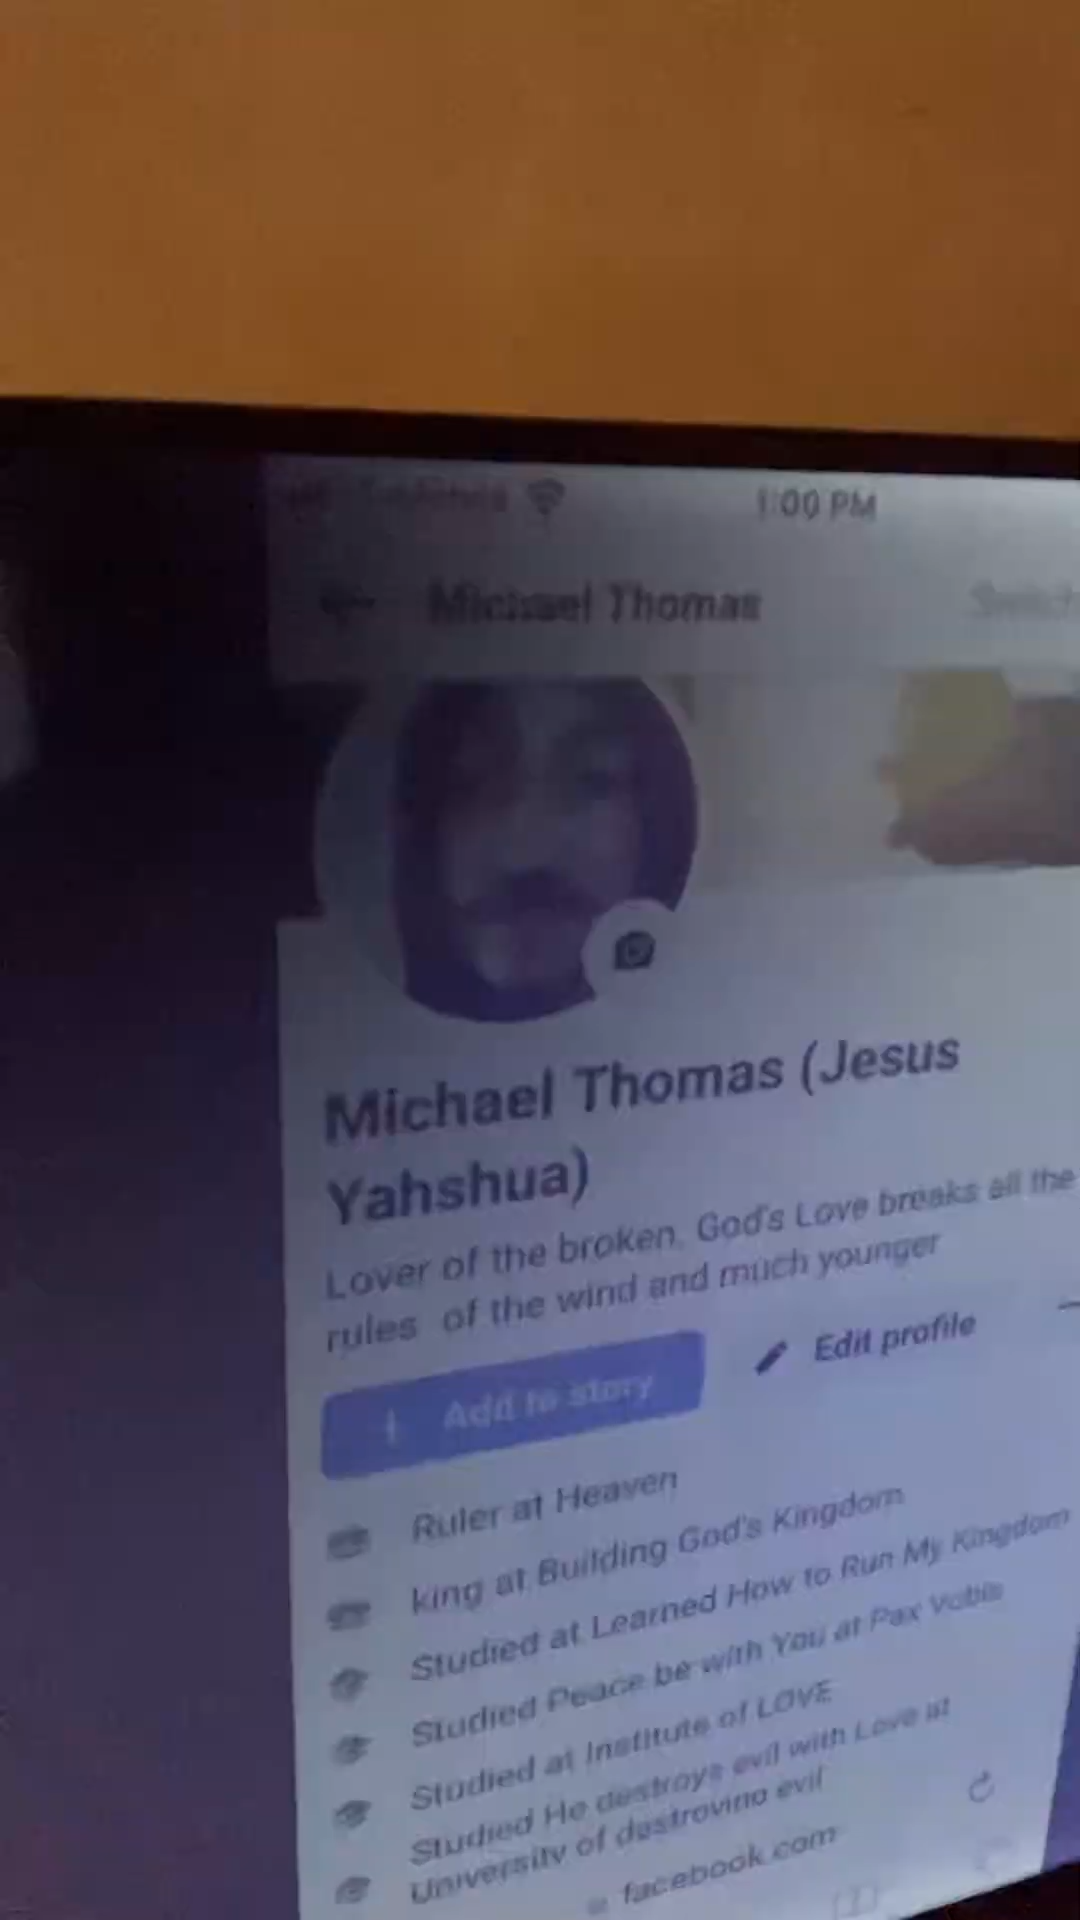 1:00 PM
Michael Thomas
Michael Thomas (Jesus
Yahshua)
Lover of the broken. God's Love breaks all the
rules of the wind and much younger
+ Add to story
Edit profile
Ruler at Heaven
king at Building God's Kingdom
Studied at Learned How to Run My Kingdom
Studied Peace be with You at Pax Vobis
Studied at Institute of LOVE
Studied He destroys evil with Love at
University of destroying evil
facebook.com